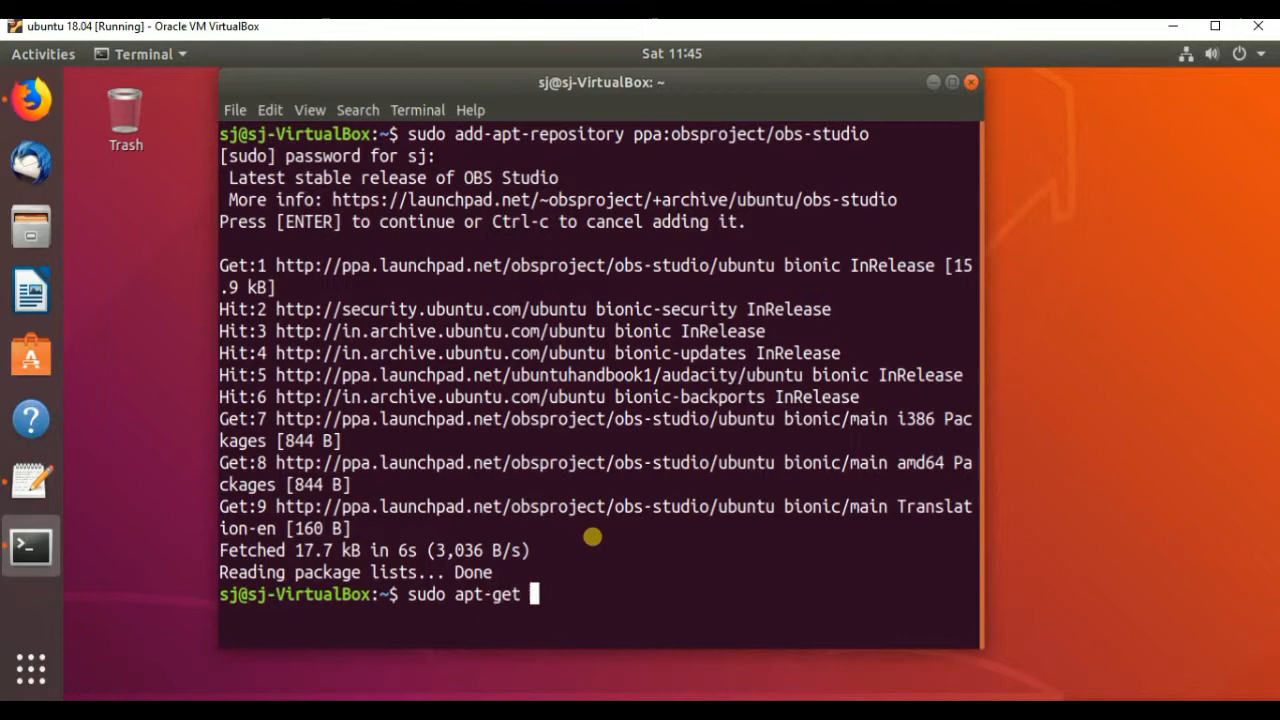 ubuntu 18.04 [Running] - Oracle VM VirtualBox
Activities Terminal Sat 11:45
sj@sj-VirtualBox: ~
File Edit View Search Terminal Help
Trash
sj@sj-VirtualBox:~$ sudo add-apt-repository ppa:obsproject/obs-studio
[sudo] password for sj:
Latest stable release of OBS Studio
More info: https://launchpad.net/~obsproject/+archive/ubuntu/obs-studio
Press [ENTER] to continue or Ctrl-c to cancel adding it.
Get:1 http://ppa.launchpad.net/obsproject/obs-studio/ubuntu bionic InRelease [15
.9 kB]
Hit:2 http://security.ubuntu.com/ubuntu bionic-security InRelease
Hit:3 http://in.archive.ubuntu.com/ubuntu bionic InRelease
Hit:4 http://in.archive.ubuntu.com/ubuntu bionic-updates InRelease
Hit:5 http://ppa.launchpad.net/ubuntuhandbook1/audacity/ubuntu bionic InRelease
Hit:6 http://in.archive.ubuntu.com/ubuntu bionic-backports InRelease
Get:7 http://ppa.launchpad.net/obsproject/obs-studio/ubuntu bionic/main i386 Pac
kages [844 B]
Get:8 http://ppa.launchpad.net/obsproject/obs-studio/ubuntu bionic/main amd64 Pa
ckages [844 B]
Get:9 http://ppa.launchpad.net/obsproject/obs-studio/ubuntu bionic/main Translat
ion-en [160 B]
Fetched 17.7 kB in 6s (3,036 B/s)
Reading package lists... Done
sj@sj-VirtualBox:~$ sudo apt-get